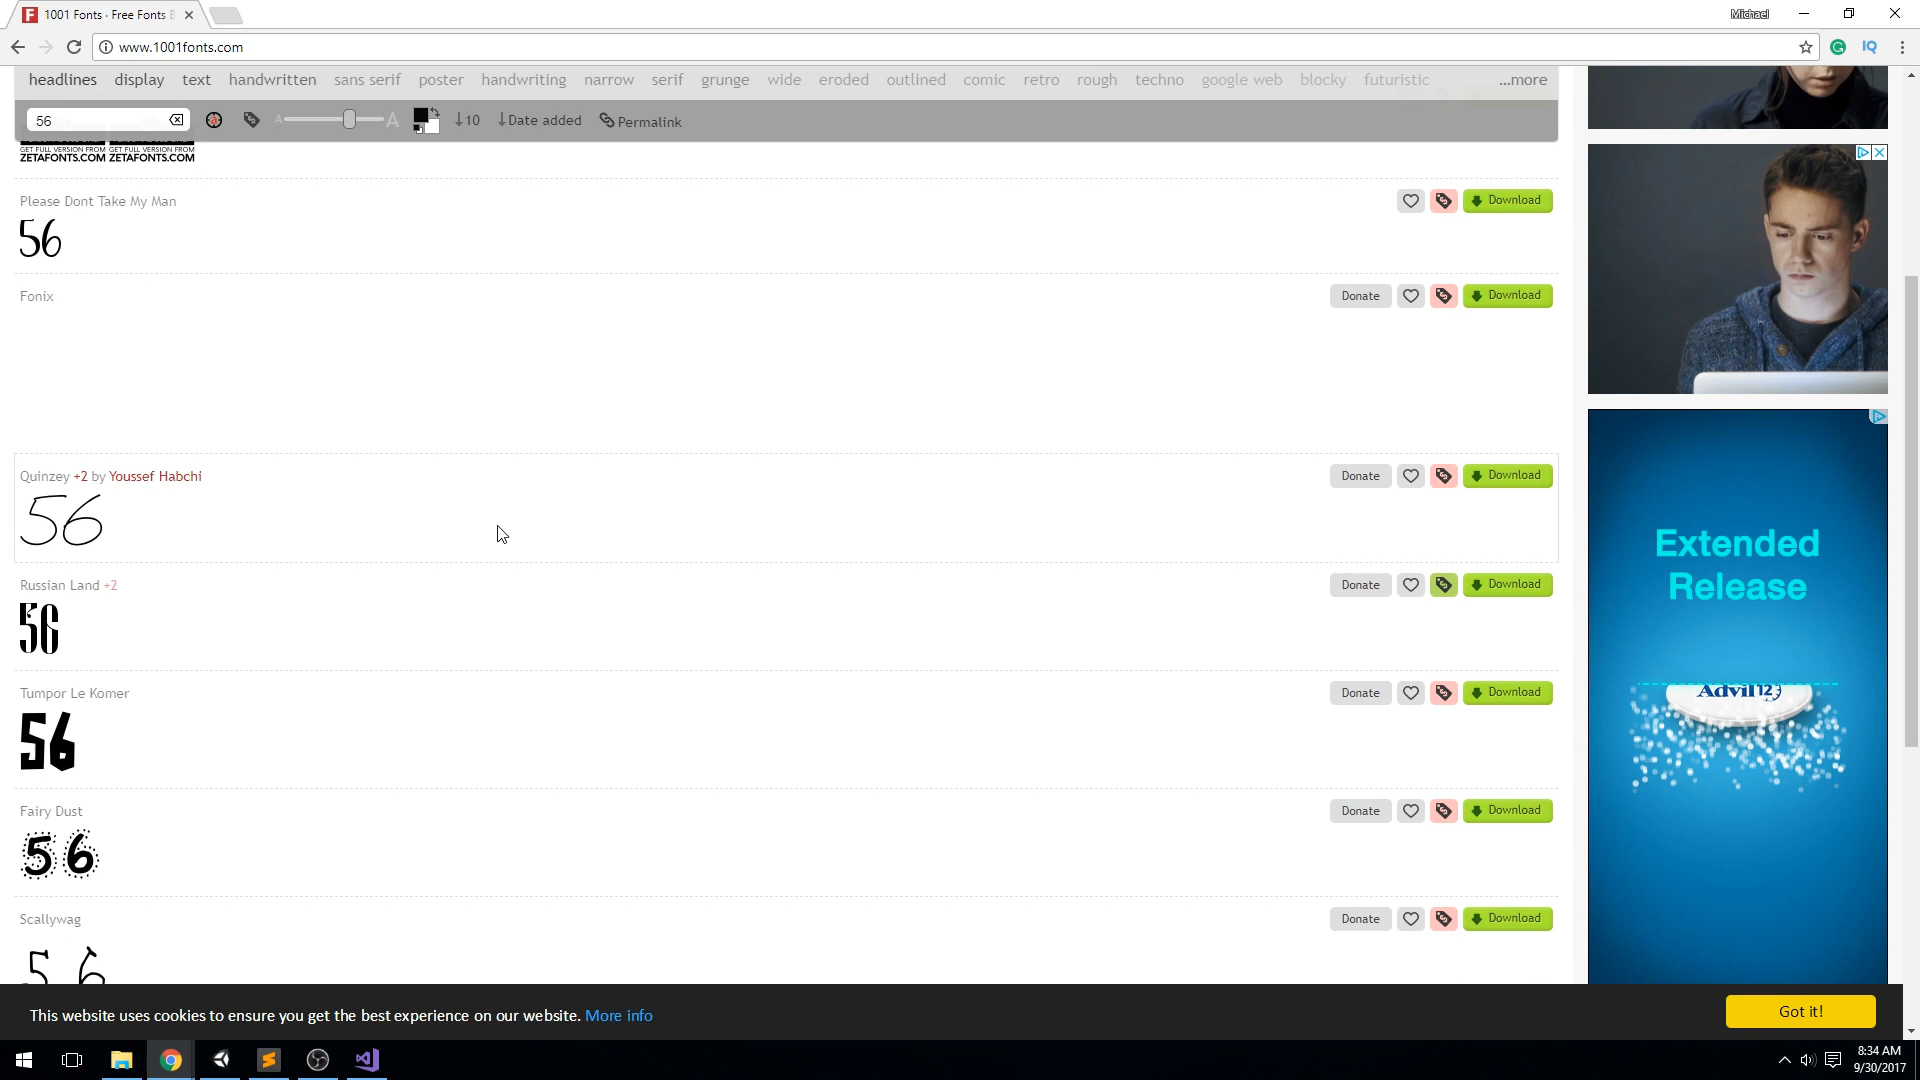 1001 Fonts · Free Fonts B
Michael
www.1001fonts.com
headlines display text handwritten sans serif poster handwriting narrow serif grunge wide eroded outlined comic retro rough techno google web blocky futuristic ...more
56 A A ↓10 ↓Date added Permalink
GET FULL VERSION FROM GET FULL VERSION FROM
ZETAFONTS.COM ZETAFONTS.COM
Please Dont Take My Man Download
56
Fonix Donate Download
Quinzey +2 by Youssef Habchi Donate Download
56
Russian Land +2 Donate Download
56
Tumpor Le Komer Donate Download
56
Fairy Dust Donate Download
56
Scallywag Donate Download
5 6
Extended
Release
Advil 12
This website uses cookies to ensure you get the best experience on our website. More info Got it!
8:34 AM
9/30/2017